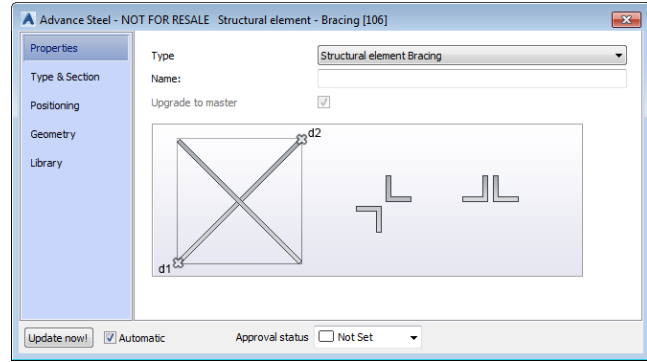 Advance Steel - NOT FOR RESALE Structural element - Bracing [106]
Properties
Type & Section
Positioning
Geometry
Library
Type
Structural element Bracing
Name:
Upgrade to master
d2
d1
Update now!
Automatic
Approval status
Not Set